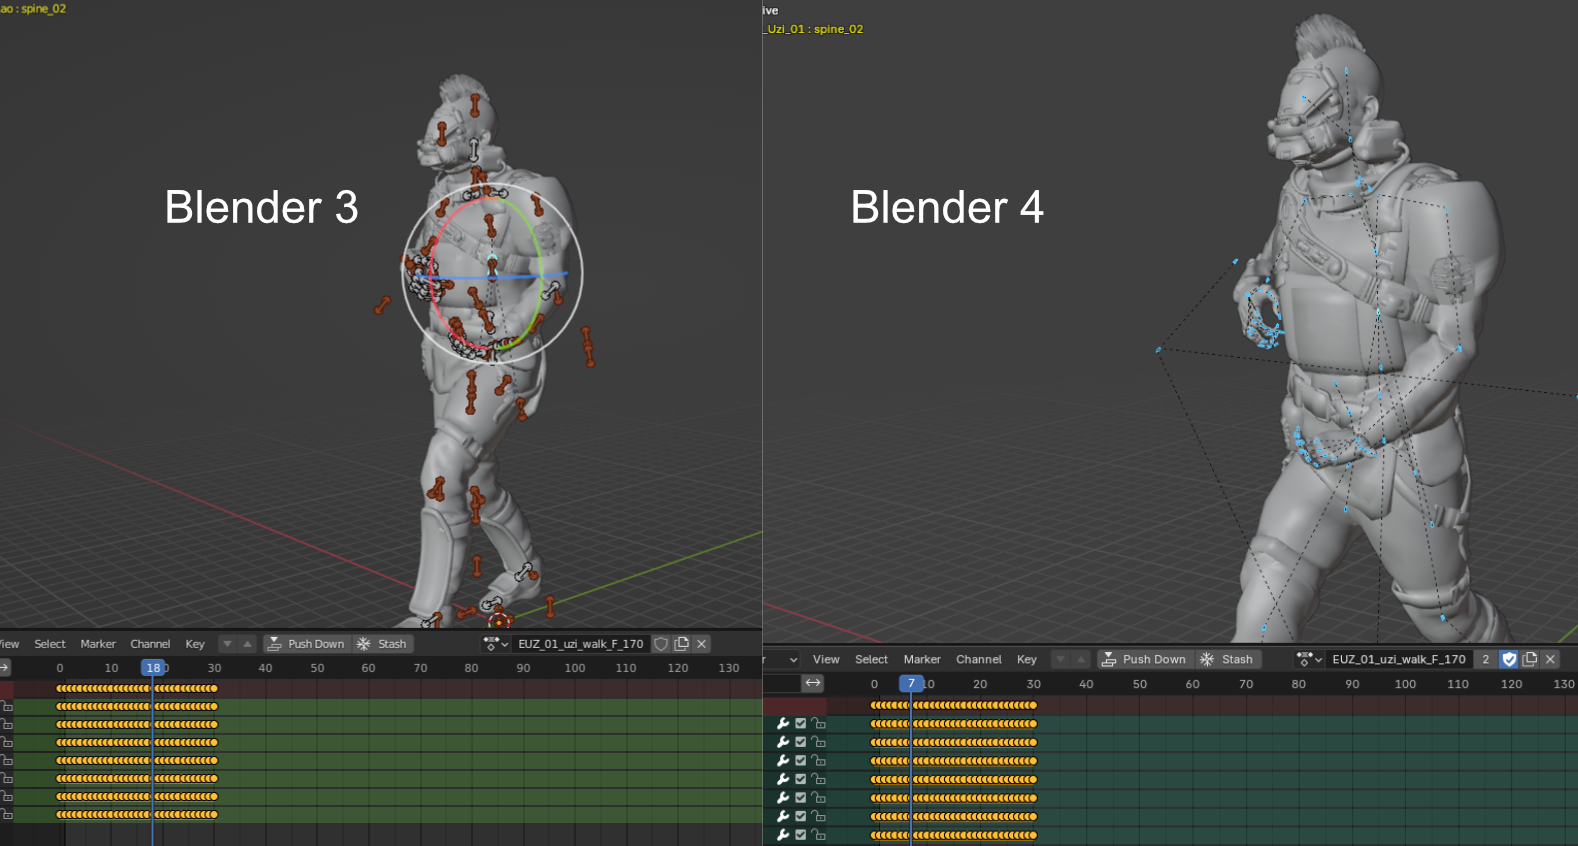 ao : spine_02
Blender 3
View Select Marker Channel Key Push Down Stash EUZ_01_uzi_walk_F_170
0 10 18 30 40 50 60 70 80 90 100 110 120 130
ive
_Uzi_01 : spine_02
Blender 4
r View Select Marker Channel Key Push Down Stash EUZ_01_uzi_walk_F_170 2
0 7 10 20 30 40 50 60 70 80 90 100 110 120 130